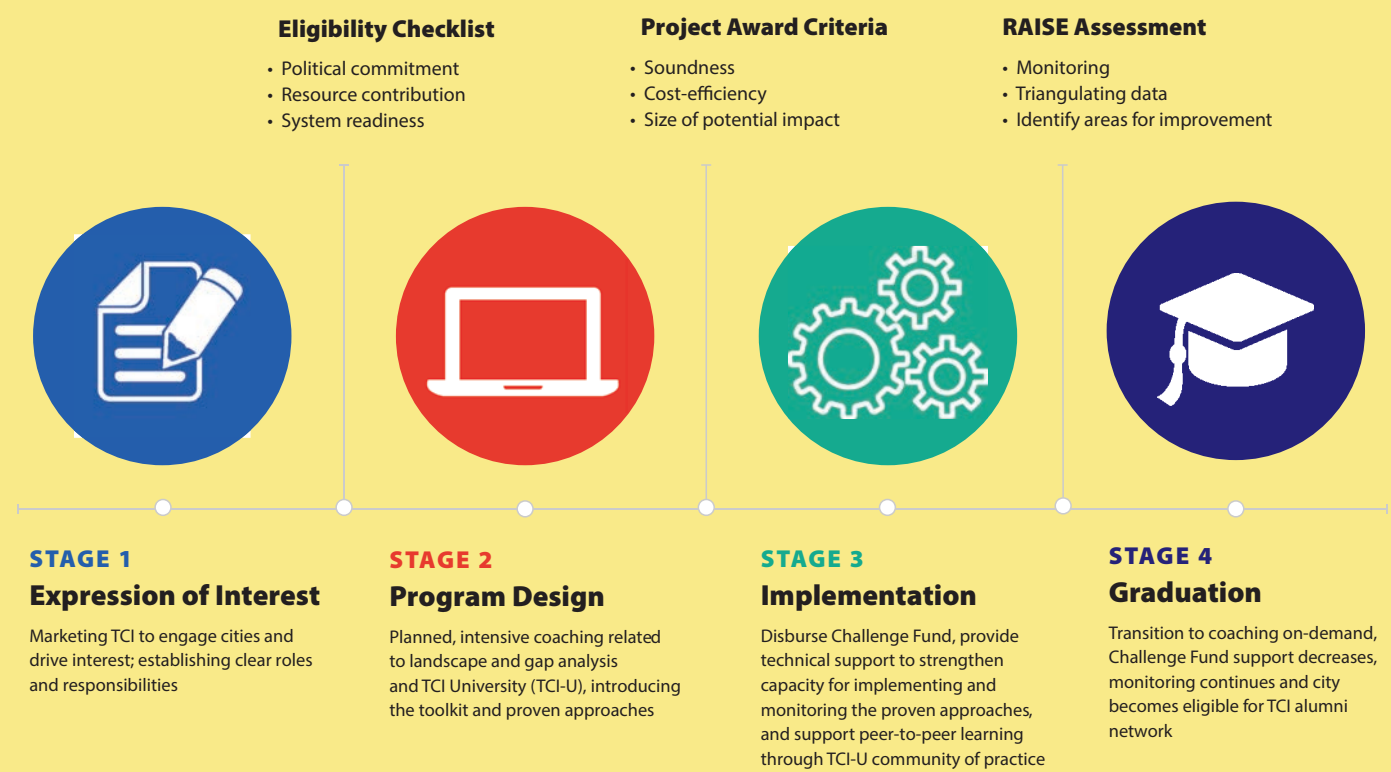 Eligibility Checklist
• Political commitment
• Resource contribution
• System readiness
Project Award Criteria
• Soundness
• Cost-efficiency
• Size of potential impact
RAISE Assessment
• Monitoring
• Triangulating data
• Identify areas for improvement
STAGE 1
Expression of Interest
Marketing TCI to engage cities and
drive interest; establishing clear roles
and responsibilities
STAGE 2
Program Design
Planned, intensive coaching related
to landscape and gap analysis
and TCI University (TCI-U), introducing
the toolkit and proven approaches
STAGE 3
Implementation
Disburse Challenge Fund, provide
technical support to strengthen
capacity for implementing and
monitoring the proven approaches,
and support peer-to-peer learning
through TCI-U community of practice
STAGE 4
Graduation
Transition to coaching on-demand,
Challenge Fund support decreases,
monitoring continues and city
becomes eligible for TCI alumni
network